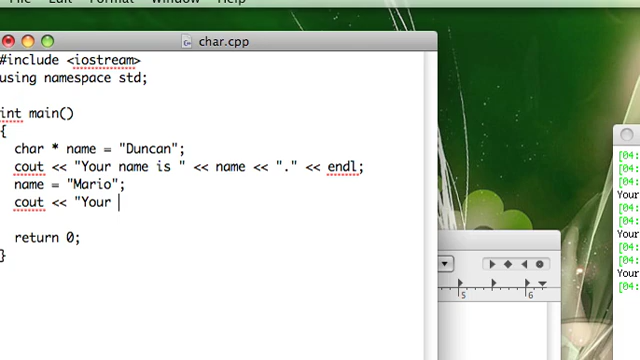 File Edit Format Window Help
char.cpp
#include <iostream>
using namespace std;
int main()
{
char * name = "Duncan";
cout << "Your name is " << name << "." << endl;
name = "Mario";
cout << "Your
return 0;
}
5 6
[04:
[04:
[04:
Your
[04:
[04:
Your
[04:
[04:
Your
[04: